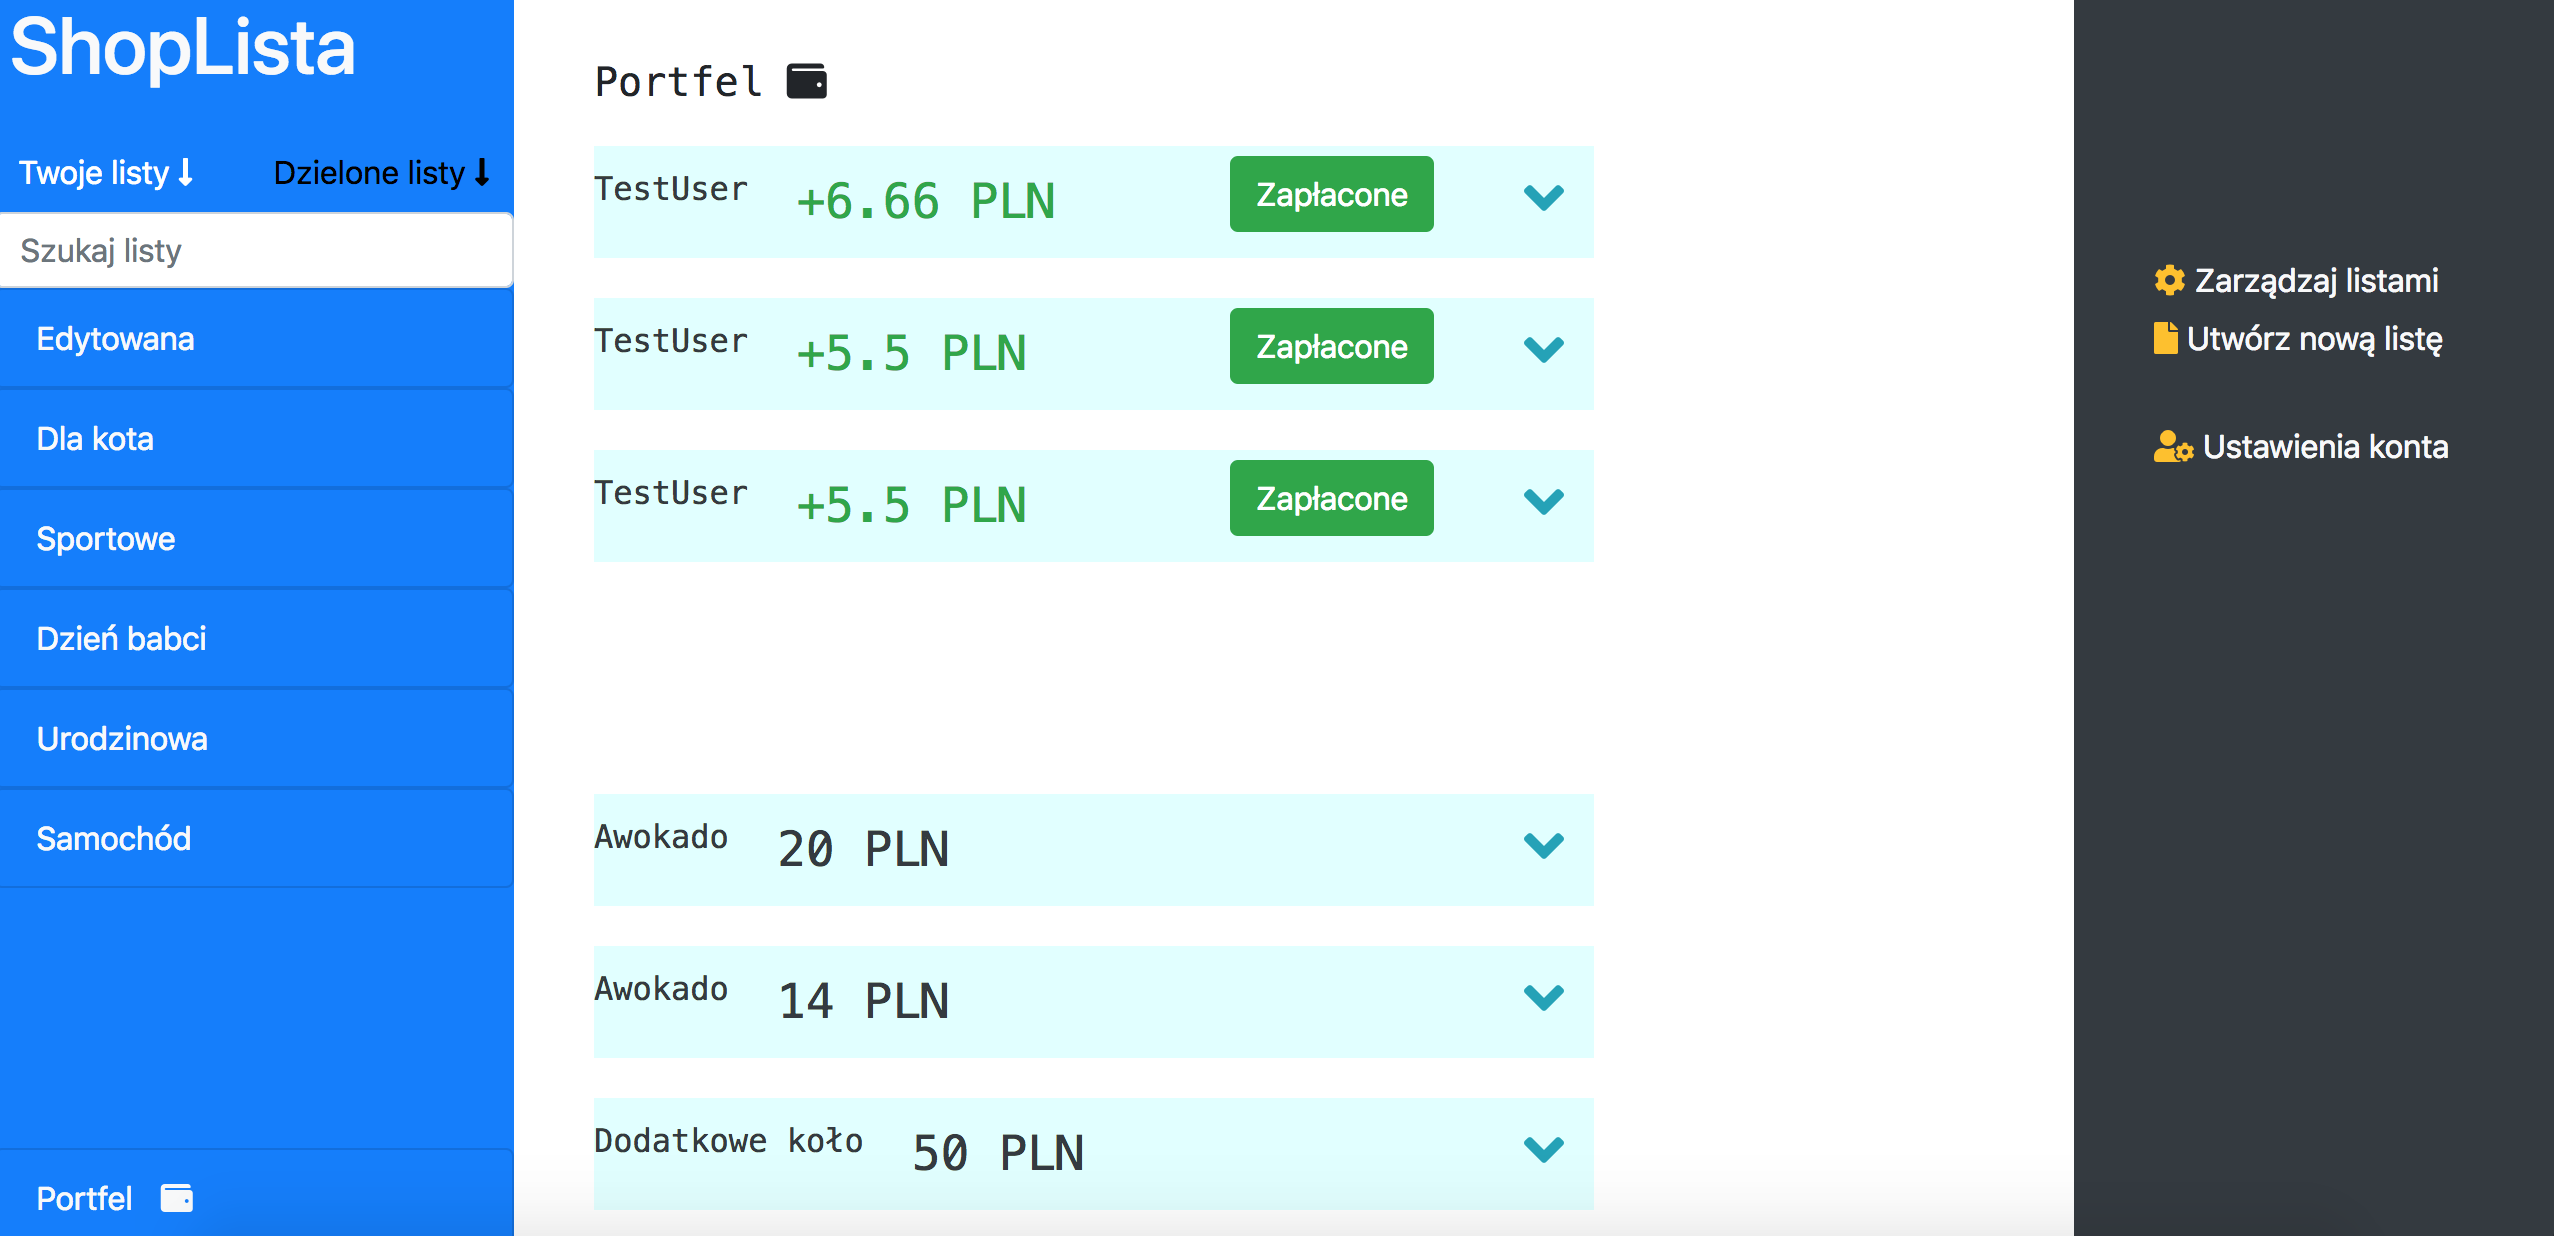 ShopLista
Twoje listy
Dzielone listy
Szukaj listy
Edytowana
Dla kota
Sportowe
Dzień babci
Urodzinowa
Samochód
Portfel
Portfel
TestUser +6.66 PLN Zapłacone
TestUser +5.5 PLN Zapłacone
TestUser +5.5 PLN Zapłacone
Awokado 20 PLN
Awokado 14 PLN
Dodatkowe koło 50 PLN
Zarządzaj listami
Utwórz nową listę
Ustawienia konta